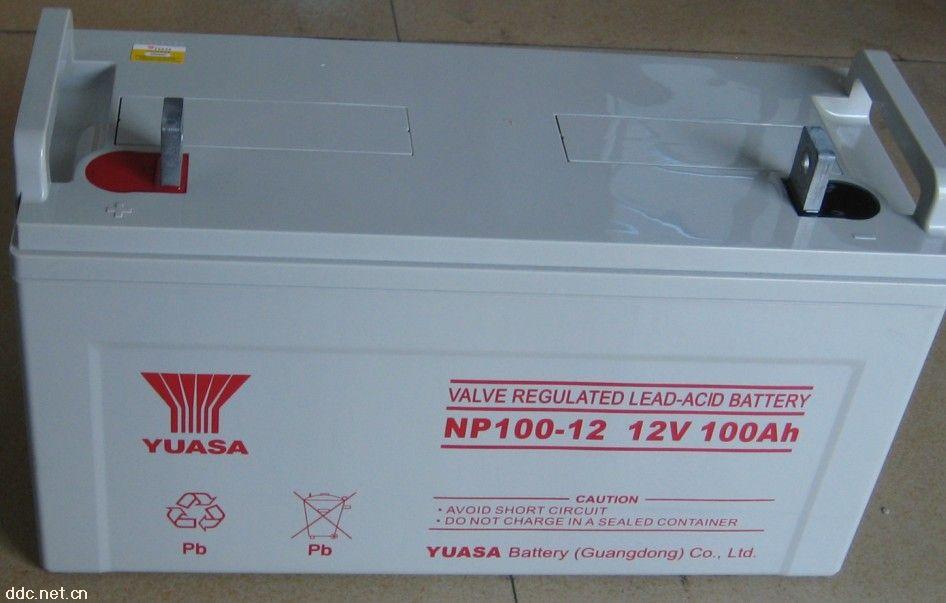 +
−
YUASA
VALVE REGULATED LEAD-ACID BATTERY
NP100-12 12V 100Ah
CAUTION
• AVOID SHORT CIRCUIT
• DO NOT CHARGE IN A SEALED CONTAINER
Pb
Pb
YUASA Battery (Guangdong) Co., Ltd.
ddc.net.cn